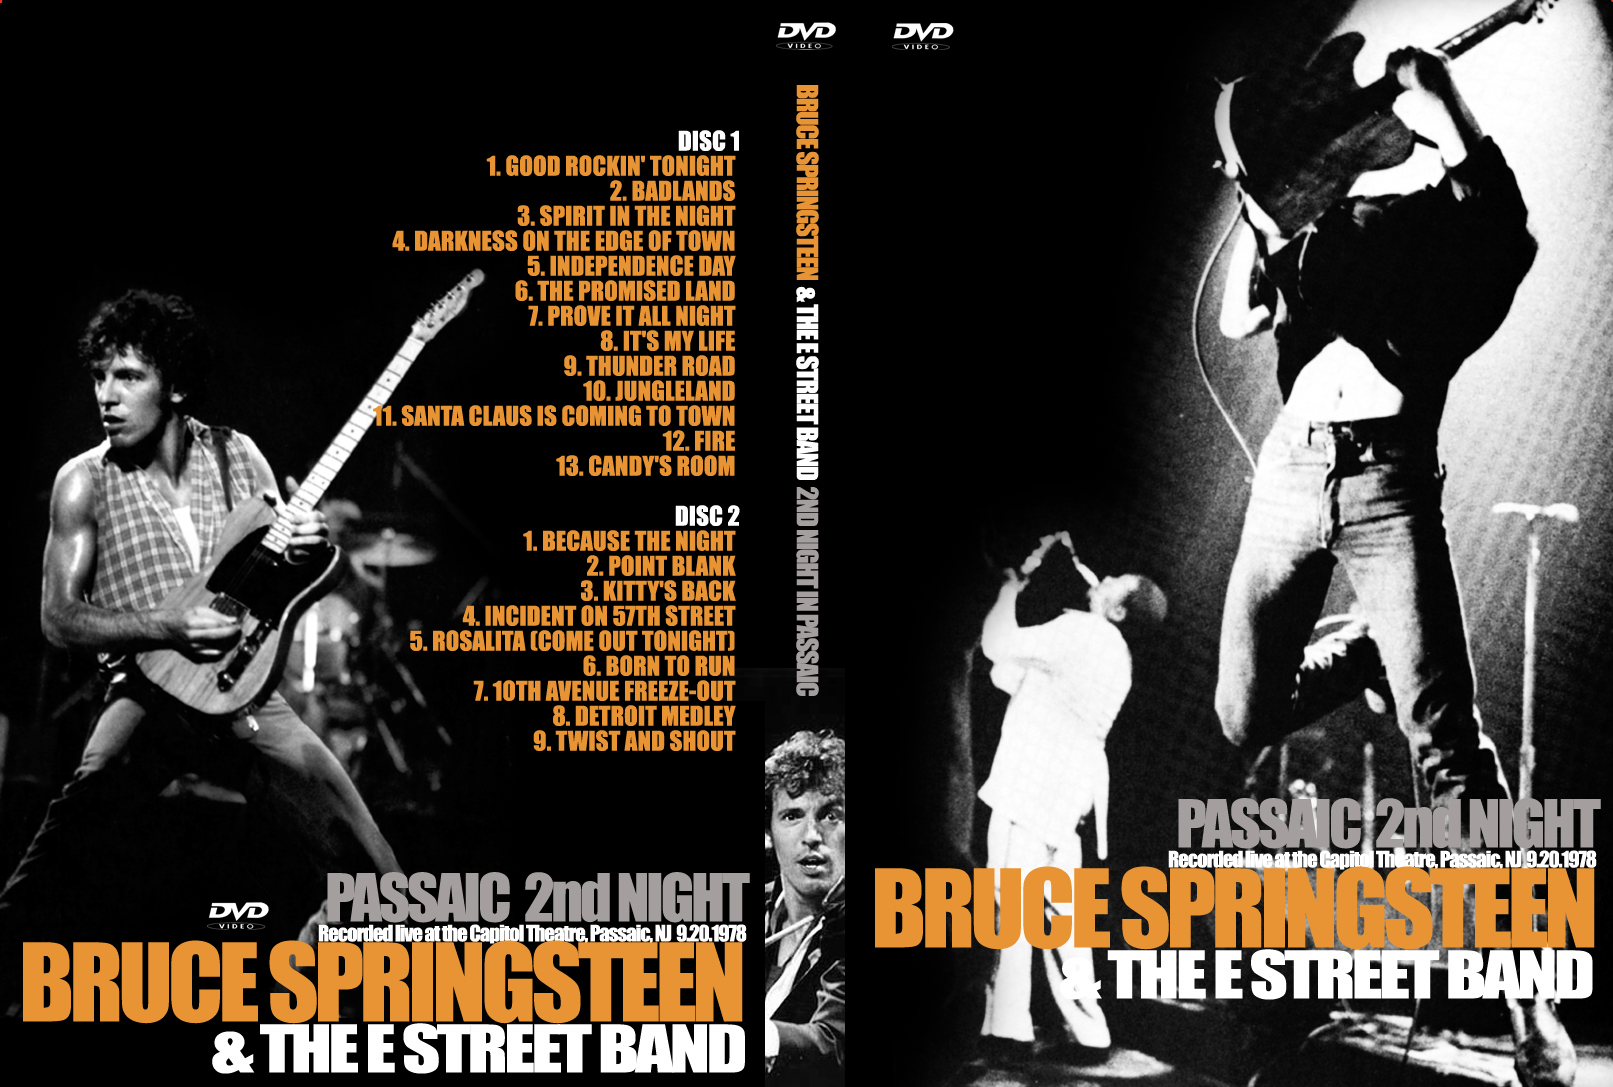 DVD
VIDEO
DISC 1
1. GOOD ROCKIN' TONIGHT
2. BADLANDS
3. SPIRIT IN THE NIGHT
4. DARKNESS ON THE EDGE OF TOWN
5. INDEPENDENCE DAY
6. THE PROMISED LAND
7. PROVE IT ALL NIGHT
8. IT'S MY LIFE
9. THUNDER ROAD
10. JUNGLELAND
11. SANTA CLAUS IS COMING TO TOWN
12. FIRE
13. CANDY'S ROOM
DISC 2
1. BECAUSE THE NIGHT
2. POINT BLANK
3. KITTY'S BACK
4. INCIDENT ON 57TH STREET
5. ROSALITA (COME OUT TONIGHT)
6. BORN TO RUN
7. 10TH AVENUE FREEZE-OUT
8. DETROIT MEDLEY
9. TWIST AND SHOUT
PASSAIC 2nd NIGHT
Recorded live at the Capitol Theatre, Passaic, NJ 9.20.1978
BRUCE SPRINGSTEEN
& THE E STREET BAND
DVD
VIDEO
BRUCE SPRINGSTEEN & THE E STREET BAND 2ND NIGHT IN PASSAIC
DVD
VIDEO
PASSAIC 2nd NIGHT
Recorded live at the Capitol Theatre, Passaic, NJ 9.20.1978
BRUCE SPRINGSTEEN
& THE E STREET BAND